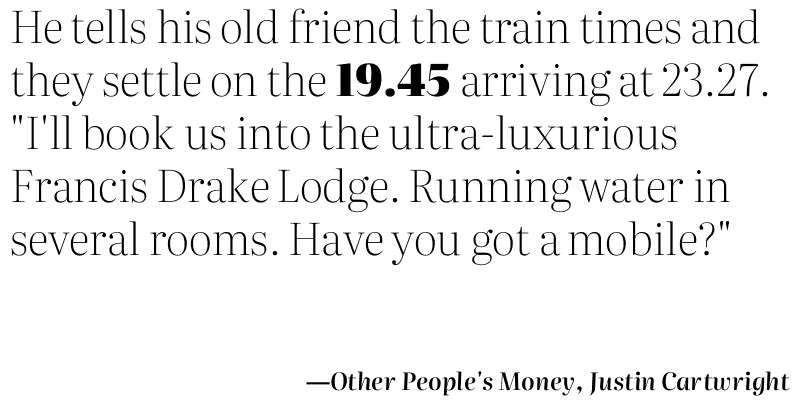 He tells his old friend the train times and
they settle on the 19.45 arriving at 23.27.
"I'll book us into the ultra-luxurious
Francis Drake Lodge. Running water in
several rooms. Have you got a mobile?"
—Other People's Money, Justin Cartwright